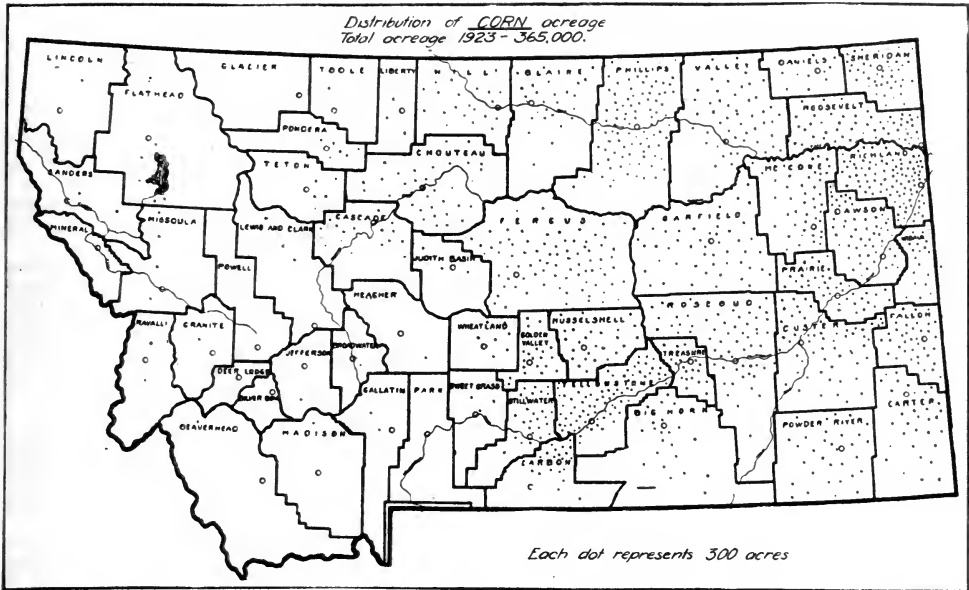 Distribution of CORN acreage
Total acreage 1923 - 365,000.
LINCOLN
FLATHEAD
GLACIER
TOOLE
LIBERTY
HILL
BLAINE
PHILLIPS
VALLEY
DANIELS
SHERIDAN
ROOSEVELT
PONDERA
TETON
CHOUTEAU
RICHLAND
MCCONE
SANDERS
DAWSON
MISSOULA
LEWIS AND CLARK
CASCADE
FERGUS
GARFIELD
MINERAL
JUDITH BASIN
POWELL
PRAIRIE
MEAGHER
ROSEBUD
RAVALLI
GRANITE
WHEATLAND
GOLDEN
VALLEY
MUSSELSHELL
CUSTER
FALLON
JEFFERSON
BROADWATER
TREASURE
DEER LODGE
GALLATIN
PARK
SWEET GRASS
STILLWATER
SILVER BOW
BIG HORN
CARTER
BEAVERHEAD
MADISON
POWDER RIVER
CARBON
Each dot represents 300 acres